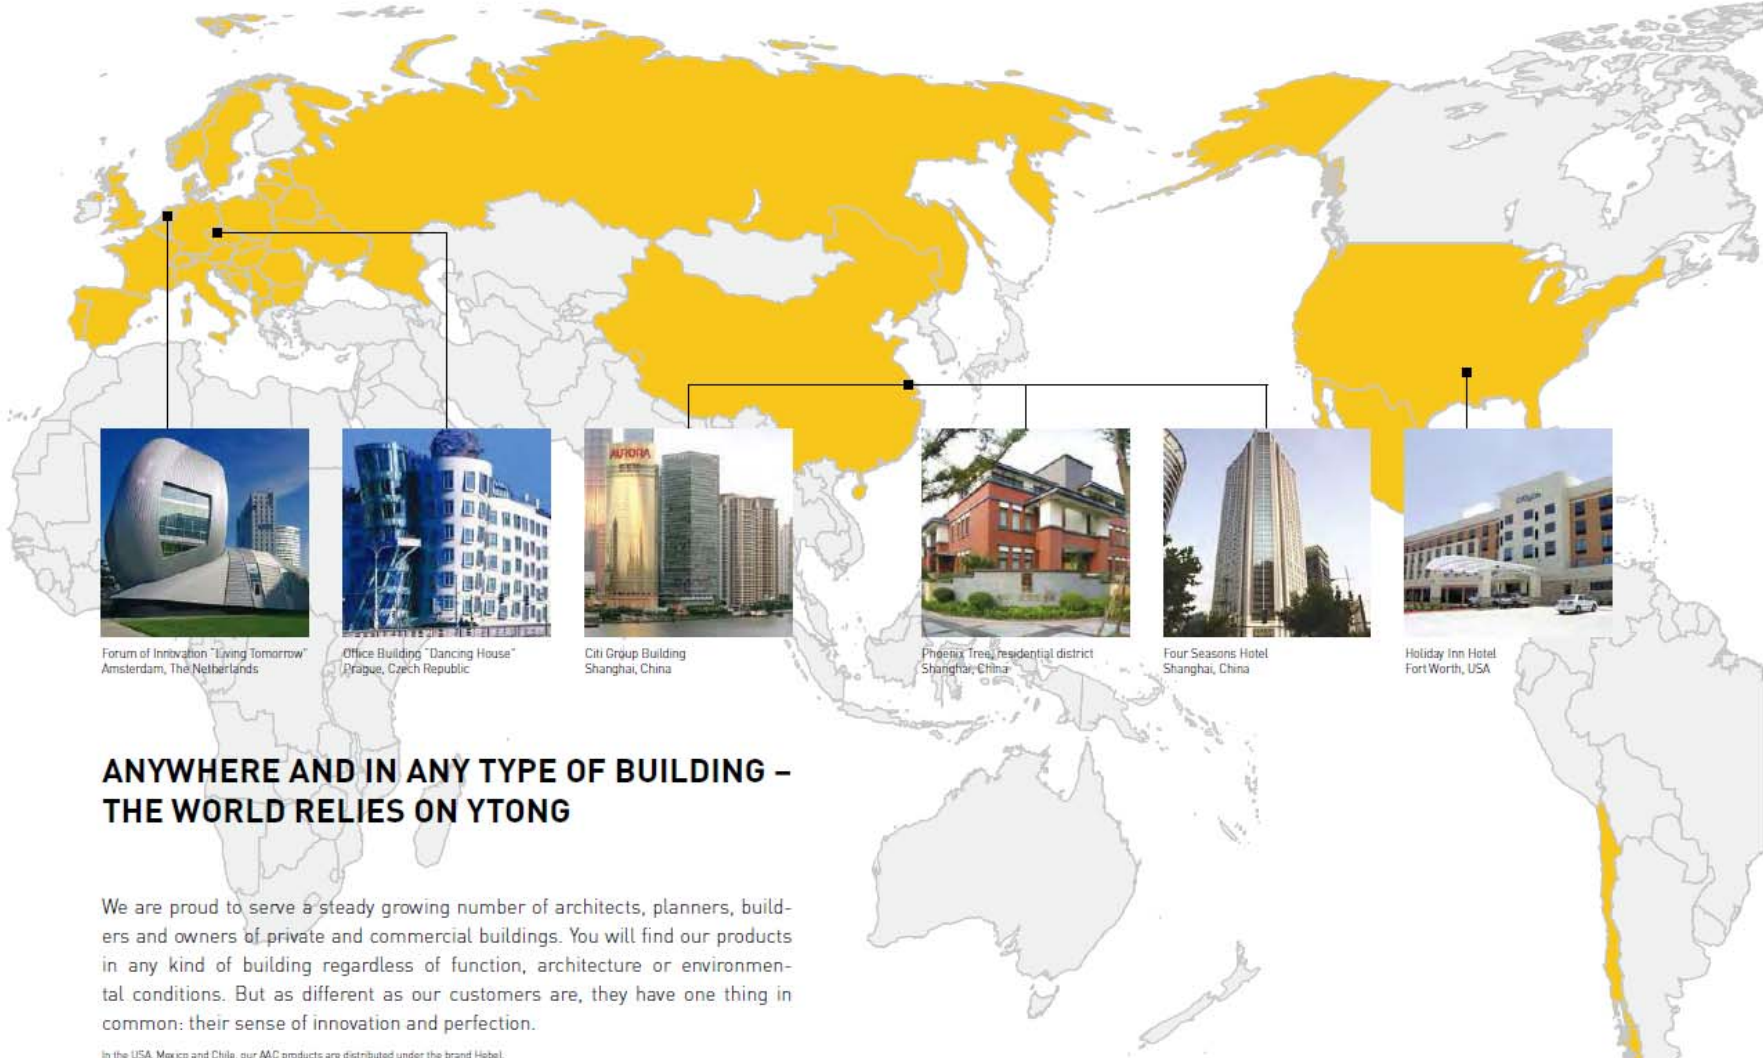 AURORA
Forum of Innovation "Living Tomorrow"
Amsterdam, The Netherlands
Office Building "Dancing House"
Prague, Czech Republic
Citi Group Building
Shanghai, China
Phoenix Tree, residential district
Shanghai, China
Four Seasons Hotel
Shanghai, China
Holiday Inn Hotel
Fort Worth, USA
ANYWHERE AND IN ANY TYPE OF BUILDING –
THE WORLD RELIES ON YTONG
We are proud to serve a steady growing number of architects, planners, build-
ers and owners of private and commercial buildings. You will find our products
in any kind of building regardless of function, architecture or environmen-
tal conditions. But as different as our customers are, they have one thing in
common: their sense of innovation and perfection.
In the USA, Mexico and Chile, our AAC products are distributed under the brand Hebel.